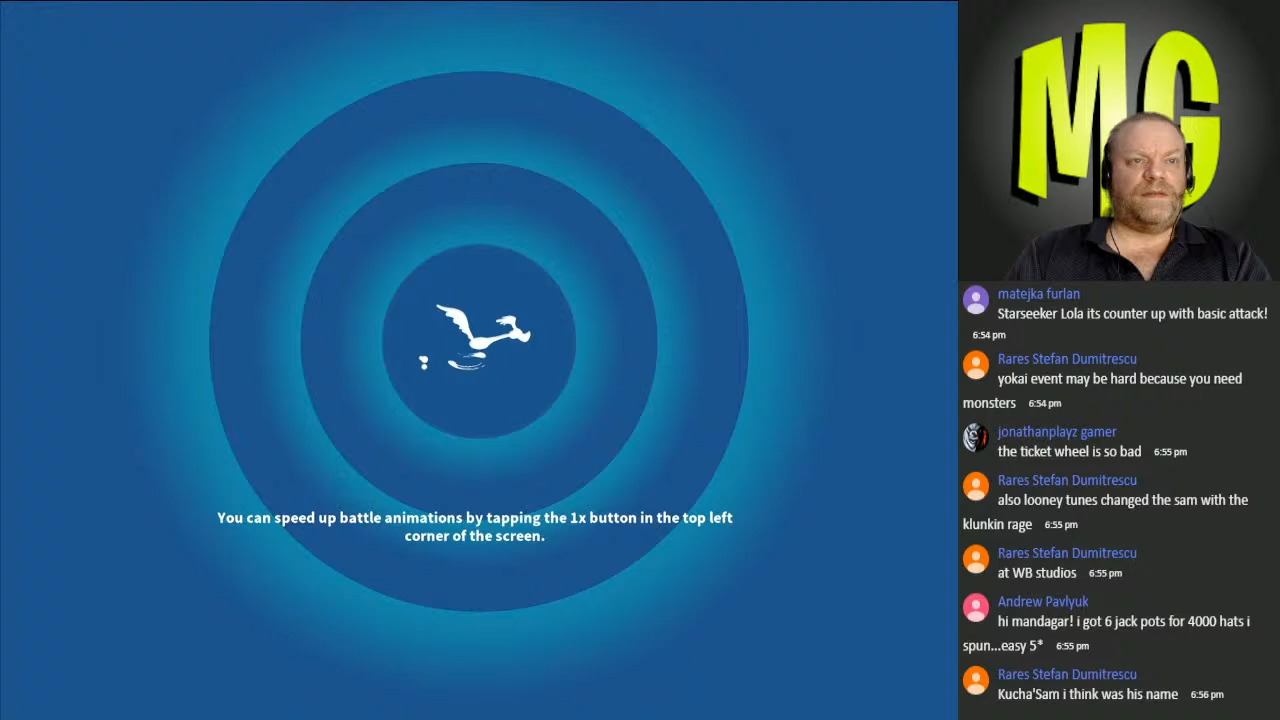 You can speed up battle animations by tapping the 1x button in the top left
corner of the screen.
MG
matejka furlan
Starseeker Lola its counter up with basic attack!
6:54 pm
Rares Stefan Dumitrescu
yokai event may be hard because you need
monsters 6:54 pm
jonathanplayz gamer
the ticket wheel is so bad 6:55 pm
Rares Stefan Dumitrescu
also looney tunes changed the sam with the
klunkin rage 6:55 pm
Rares Stefan Dumitrescu
at WB studios 6:55 pm
Andrew Pavlyuk
hi mandagar! i got 6 jack pots for 4000 hats i
spun...easy 5* 6:55 pm
Rares Stefan Dumitrescu
Kucha'Sam i think was his name 6:56 pm